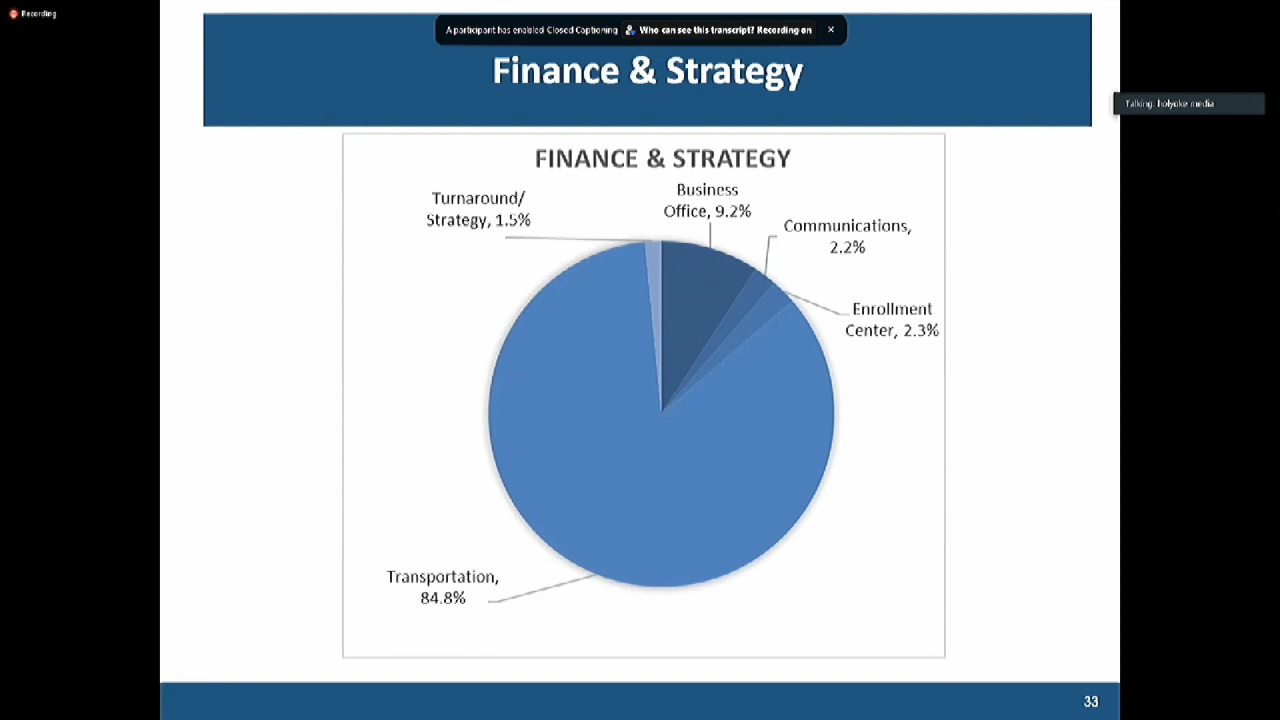 Recording
A participant has enabled Closed Captioning Who can see this transcript? Recording on ×
Finance & Strategy
Talking: holyoke media
FINANCE & STRATEGY
Turnaround/
Strategy, 1.5%
Business
Office, 9.2%
Communications,
2.2%
Enrollment
Center, 2.3%
Transportation,
84.8%
33